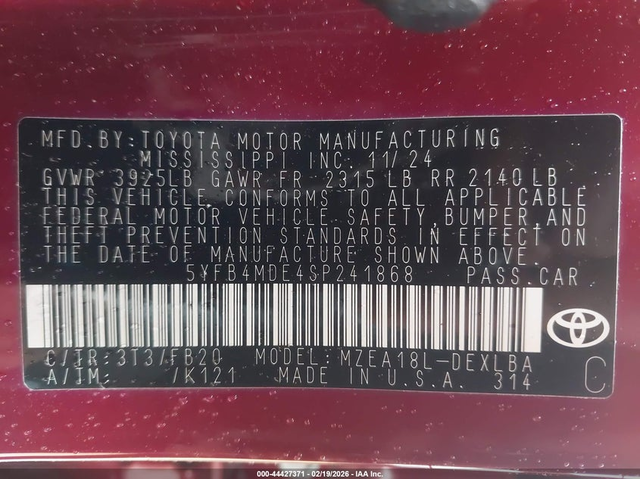 MFD. BY: TOYOTA MOTOR MANUFACTURING
MISSISSIPPI INC 11/24
GVWR 3925LB GAWR FR 2315 LB RR 2140 LB
THIS VEHICLE CONFORMS TO ALL APPLICABLE
FEDERAL MOTOR VEHICLE SAFETY, BUMPER, AND
THEFT PREVENTION STANDARDS IN EFFECT ON
THE DATE OF MANUFACTURE SHOWN ABOVE.
5YFB4MDE4SP241868 PASS. CAR
C/TR: 3T3/FB20 MODEL: MZEA18L-DEXLBA
A/TM: /K121 MADE IN U.S.A. 314 C
000-44427371 - 02/19/2026 - IAA Inc.